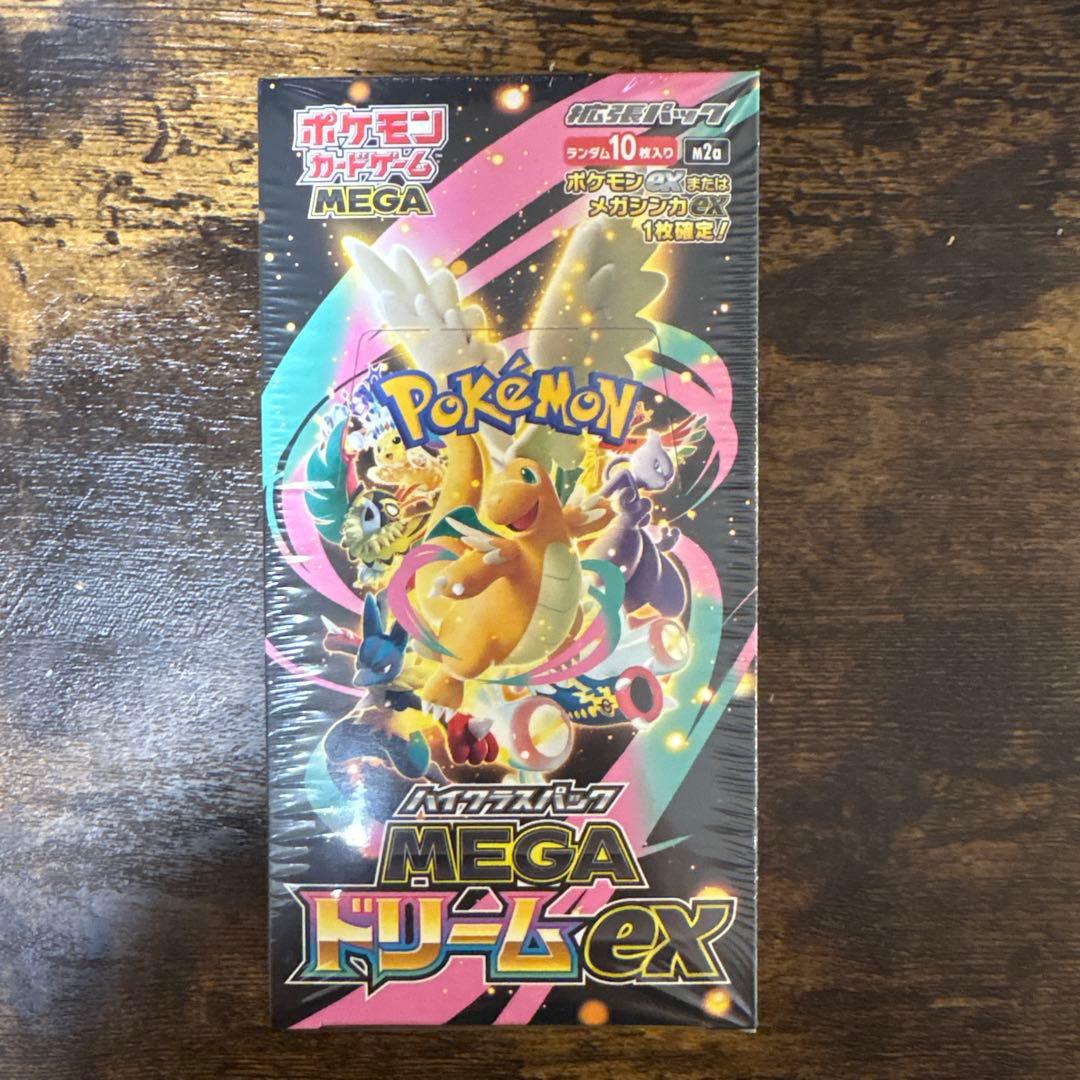 ポケモン
カードゲーム
MEGA
拡張パック
ランダム10枚入り M2a
ポケモンexまたは
メガシンカex
1枚確定!
POKéMON
ハイクラスパック
MEGA
ドリームex